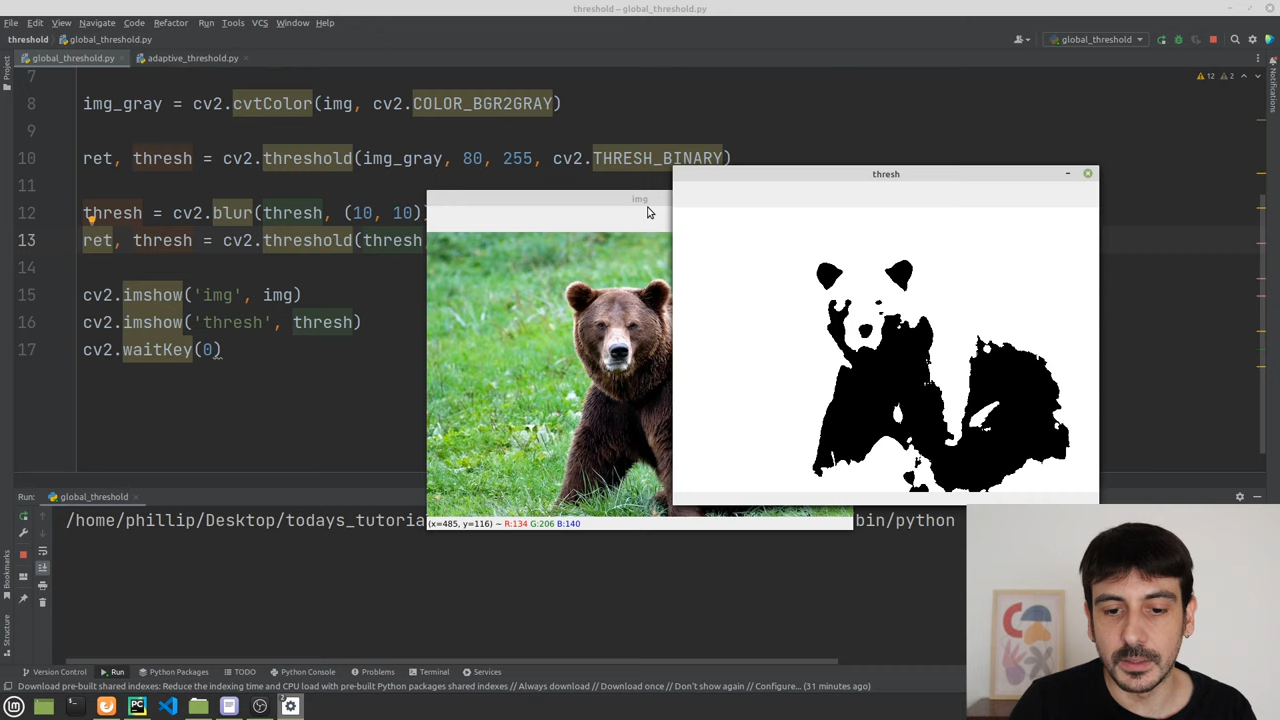 threshold – global_threshold.py
File Edit View Navigate Code Refactor Run Tools VCS Window Help
threshold global_threshold.py global_threshold
global_threshold.py adaptive_threshold.py
Project
Notifications
12 2
7
8 img_gray = cv2.cvtColor(img, cv2.COLOR_BGR2GRAY)
9
10 ret, thresh = cv2.threshold(img_gray, 80, 255, cv2.THRESH_BINARY)
11
12 thresh = cv2.blur(thresh, (10, 10)
13 ret, thresh = cv2.threshold(thresh
14
15 cv2.imshow('img', img)
16 cv2.imshow('thresh', thresh)
17 cv2.waitKey(0)
img
(x=485, y=116) ~ R:134 G:206 B:140
thresh
Run: global_threshold
/home/phillip/Desktop/todays_tutoria
bin/python
Bookmarks
Structure
Version Control Run Python Packages TODO Python Console Problems Terminal Services
Download pre-built shared indexes: Reduce the indexing time and CPU load with pre-built Python packages shared indexes // Always download // Download once // Don't show again // Configure... (31 minutes ago)